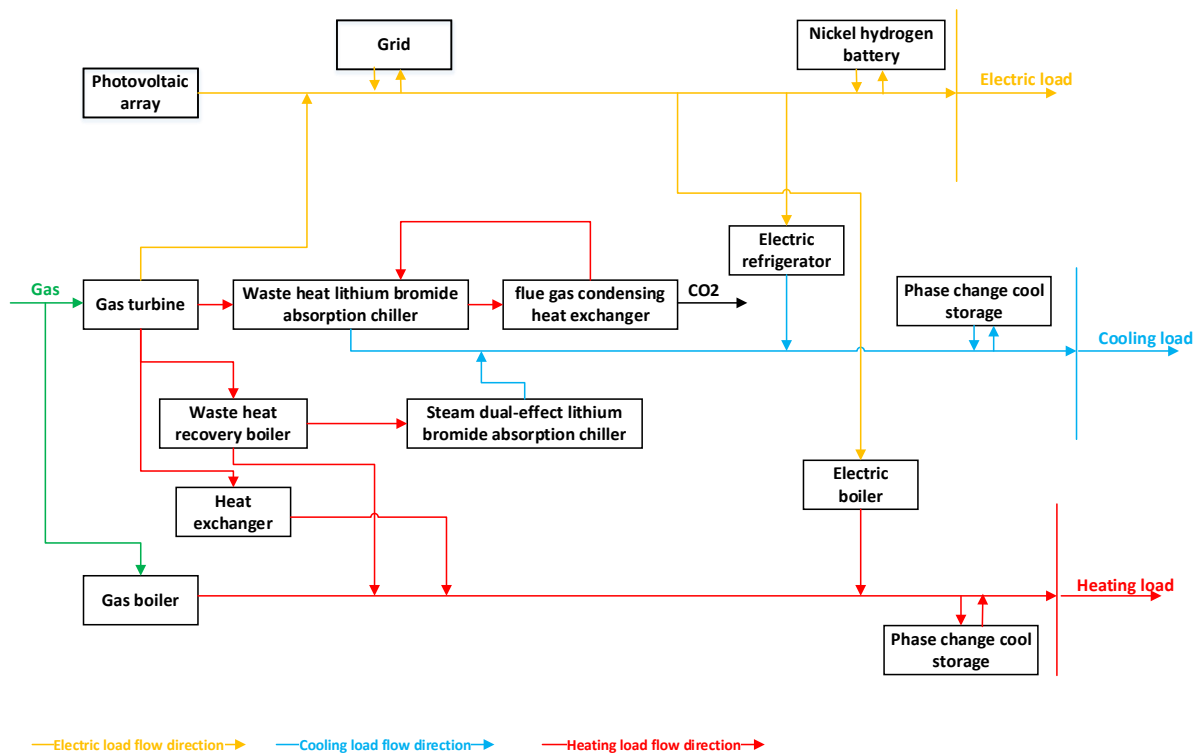 Grid
Nickel hydrogen
battery
Photovoltaic
array
Electric load
Electric
refrigerator
Gas
Gas turbine
Waste heat lithium bromide
absorption chiller
flue gas condensing
heat exchanger
CO2
Phase change cool
storage
Cooling load
Waste heat
recovery boiler
Steam dual-effect lithium
bromide absorption chiller
Electric
boiler
Heat
exchanger
Gas boiler
Heating load
Phase change cool
storage
Electric load flow direction
Cooling load flow direction
Heating load flow direction